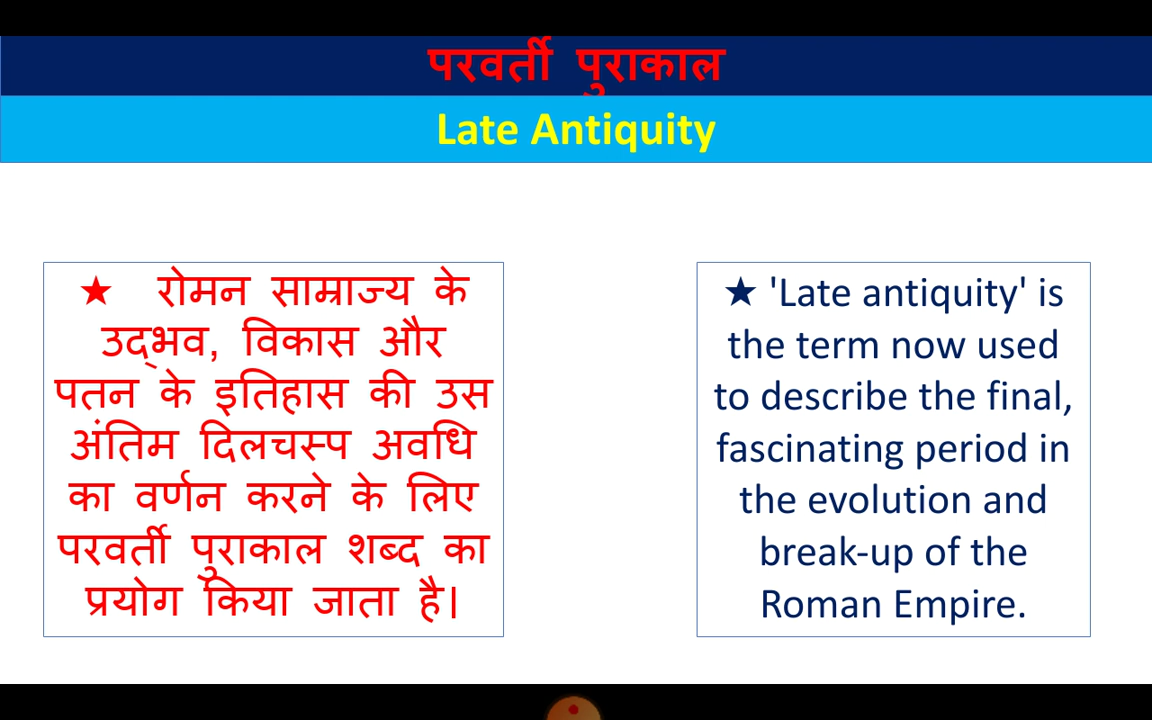 परवर्ती पुराकाल
Late Antiquity
★ रोमन साम्राज्य के
उद्भव, विकास और
पतन के इतिहास की उस
अंतिम दिलचस्प अवधि
का वर्णन करने के लिए
परवर्ती पुराकाल शब्द का
प्रयोग किया जाता है।
★ 'Late antiquity' is
the term now used
to describe the final,
fascinating period in
the evolution and
break-up of the
Roman Empire.